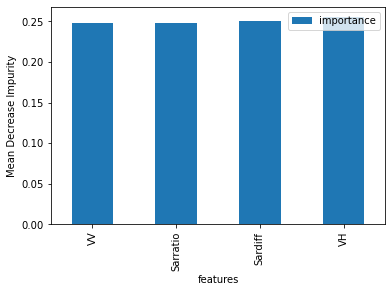 importance
Mean Decrease Impurity
0.25
0.20
0.15
0.10
0.05
0.00
VV
Sarratio
Sardiff
VH
features